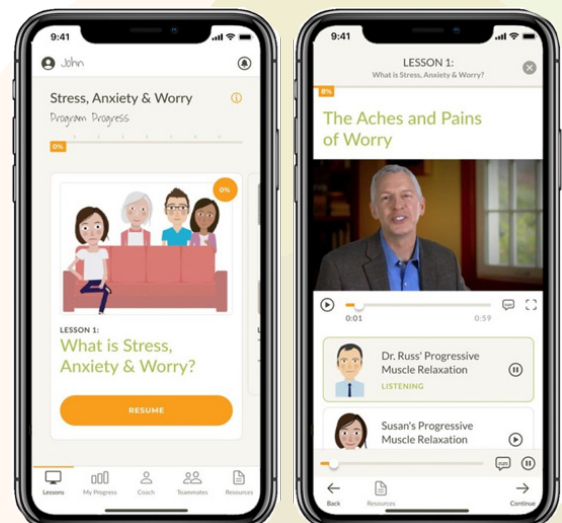 9:41
John
Stress, Anxiety & Worry
Program Progress
0%
0%
LESSON 1:
What is Stress,
Anxiety & Worry?
RESUME
Lessons
My Progress
Coach
Teammates
Resources
9:41
LESSON 1:
What is Stress, Anxiety & Worry?
8%
The Aches and Pains
of Worry
0:01
0:59
Dr. Russ' Progressive
Muscle Relaxation
LISTENING
Susan's Progressive
Muscle Relaxation
Back
Resources
Continue